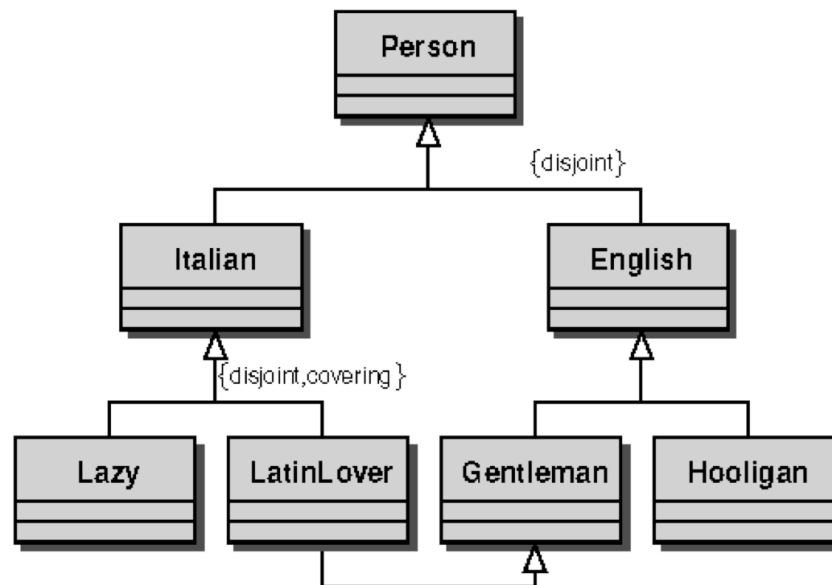 Person
{disjoint}
Italian
English
{disjoint,covering}
Lazy
LatinLover
Gentleman
Hooligan